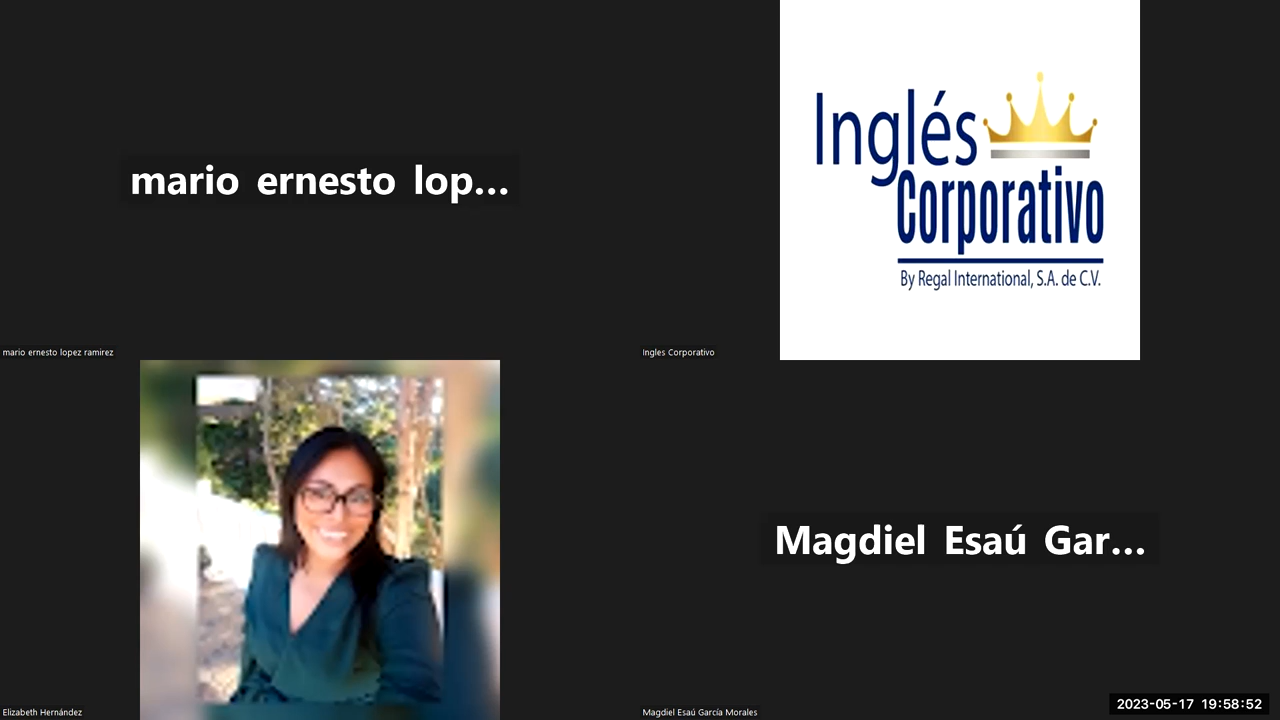 mario ernesto lop...
Inglés
Corporativo
By Regal International, S.A. de C.V.
mario ernesto lopez ramirez
Ingles Corporativo
Magdiel Esaú Gar...
Elizabeth Hernández
Magdiel Esaú García Morales
2023-05-17 19:58:52